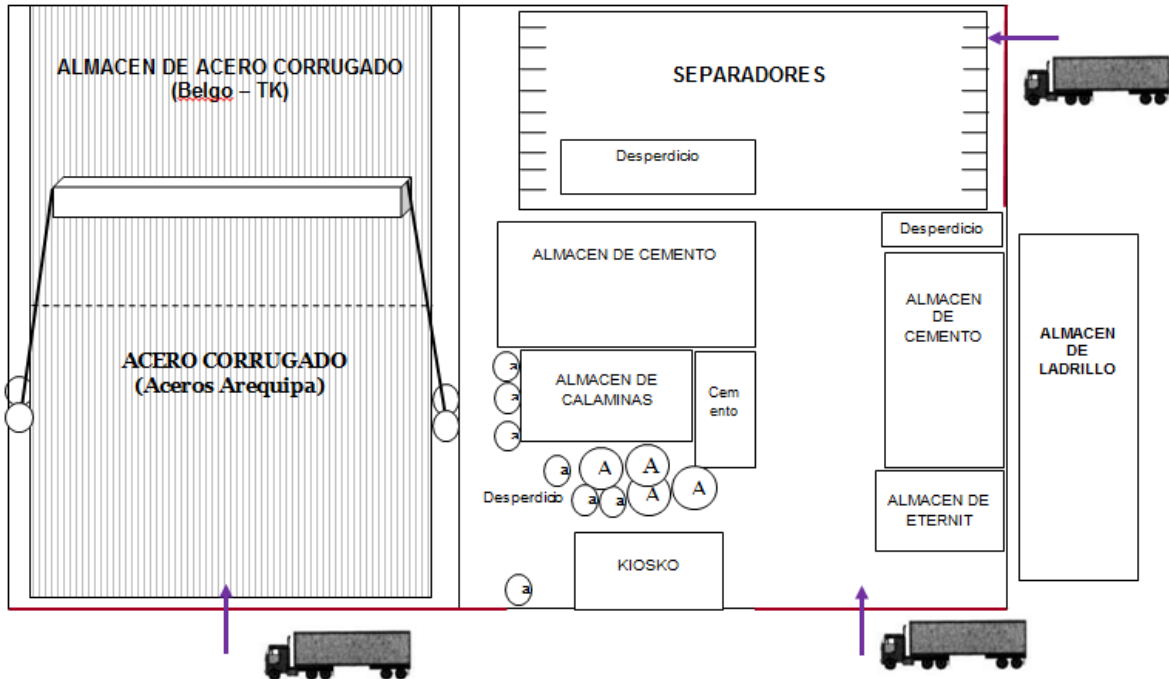 ALMACEN DE ACERO CORRUGADO
(Belgo – TK)
ACERO CORRUGADO
(Aceros Arequipa)
SEPARADORES
Desperdicio
Desperdicio
ALMACEN DE CEMENTO
ALMACEN
DE
CEMENTO
ALMACEN
DE
LADRILLO
a
a
a
ALMACEN DE
CALAMINAS
Cem
ento
a
A
A
A
A
a
a
Desperdicio
ALMACEN DE
ETERNIT
KIOSKO
a